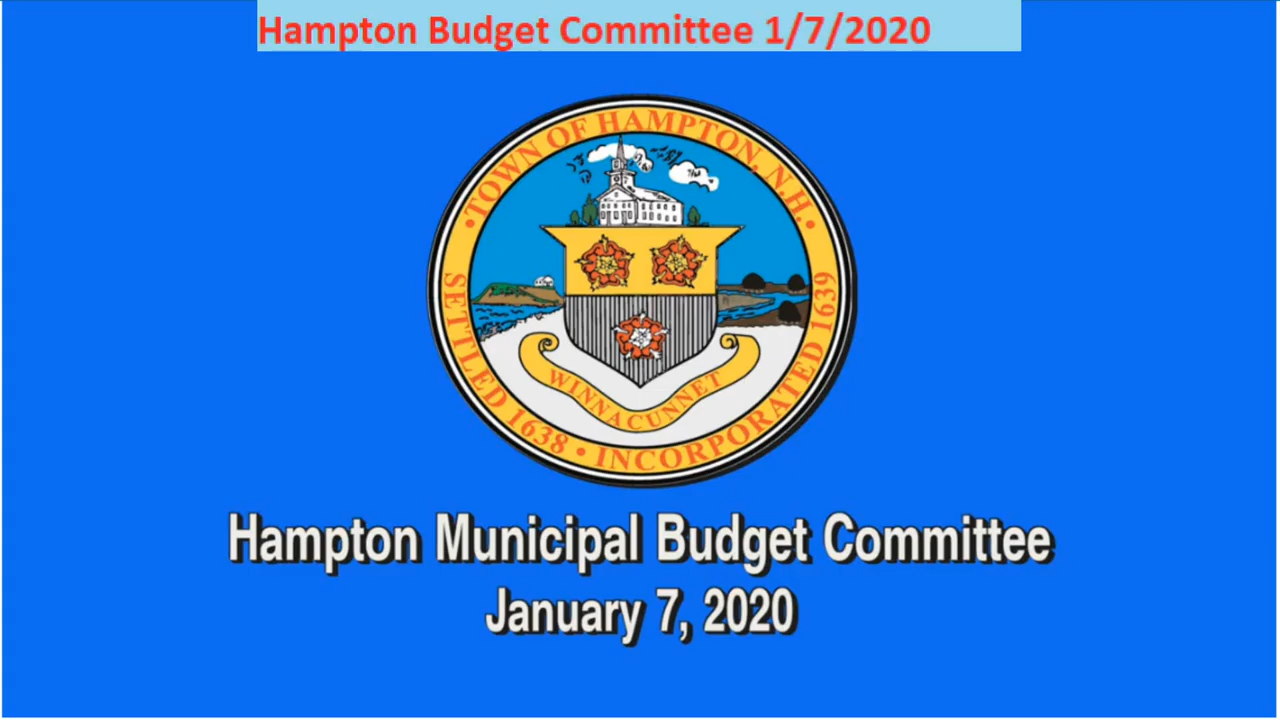 Hampton Budget Committee 1/7/2020
TOWN OF HAMPTON, N.H.
SETTLED 1638 • INCORPORATED 1639
WINNACUNNET
Hampton Municipal Budget Committee
January 7, 2020